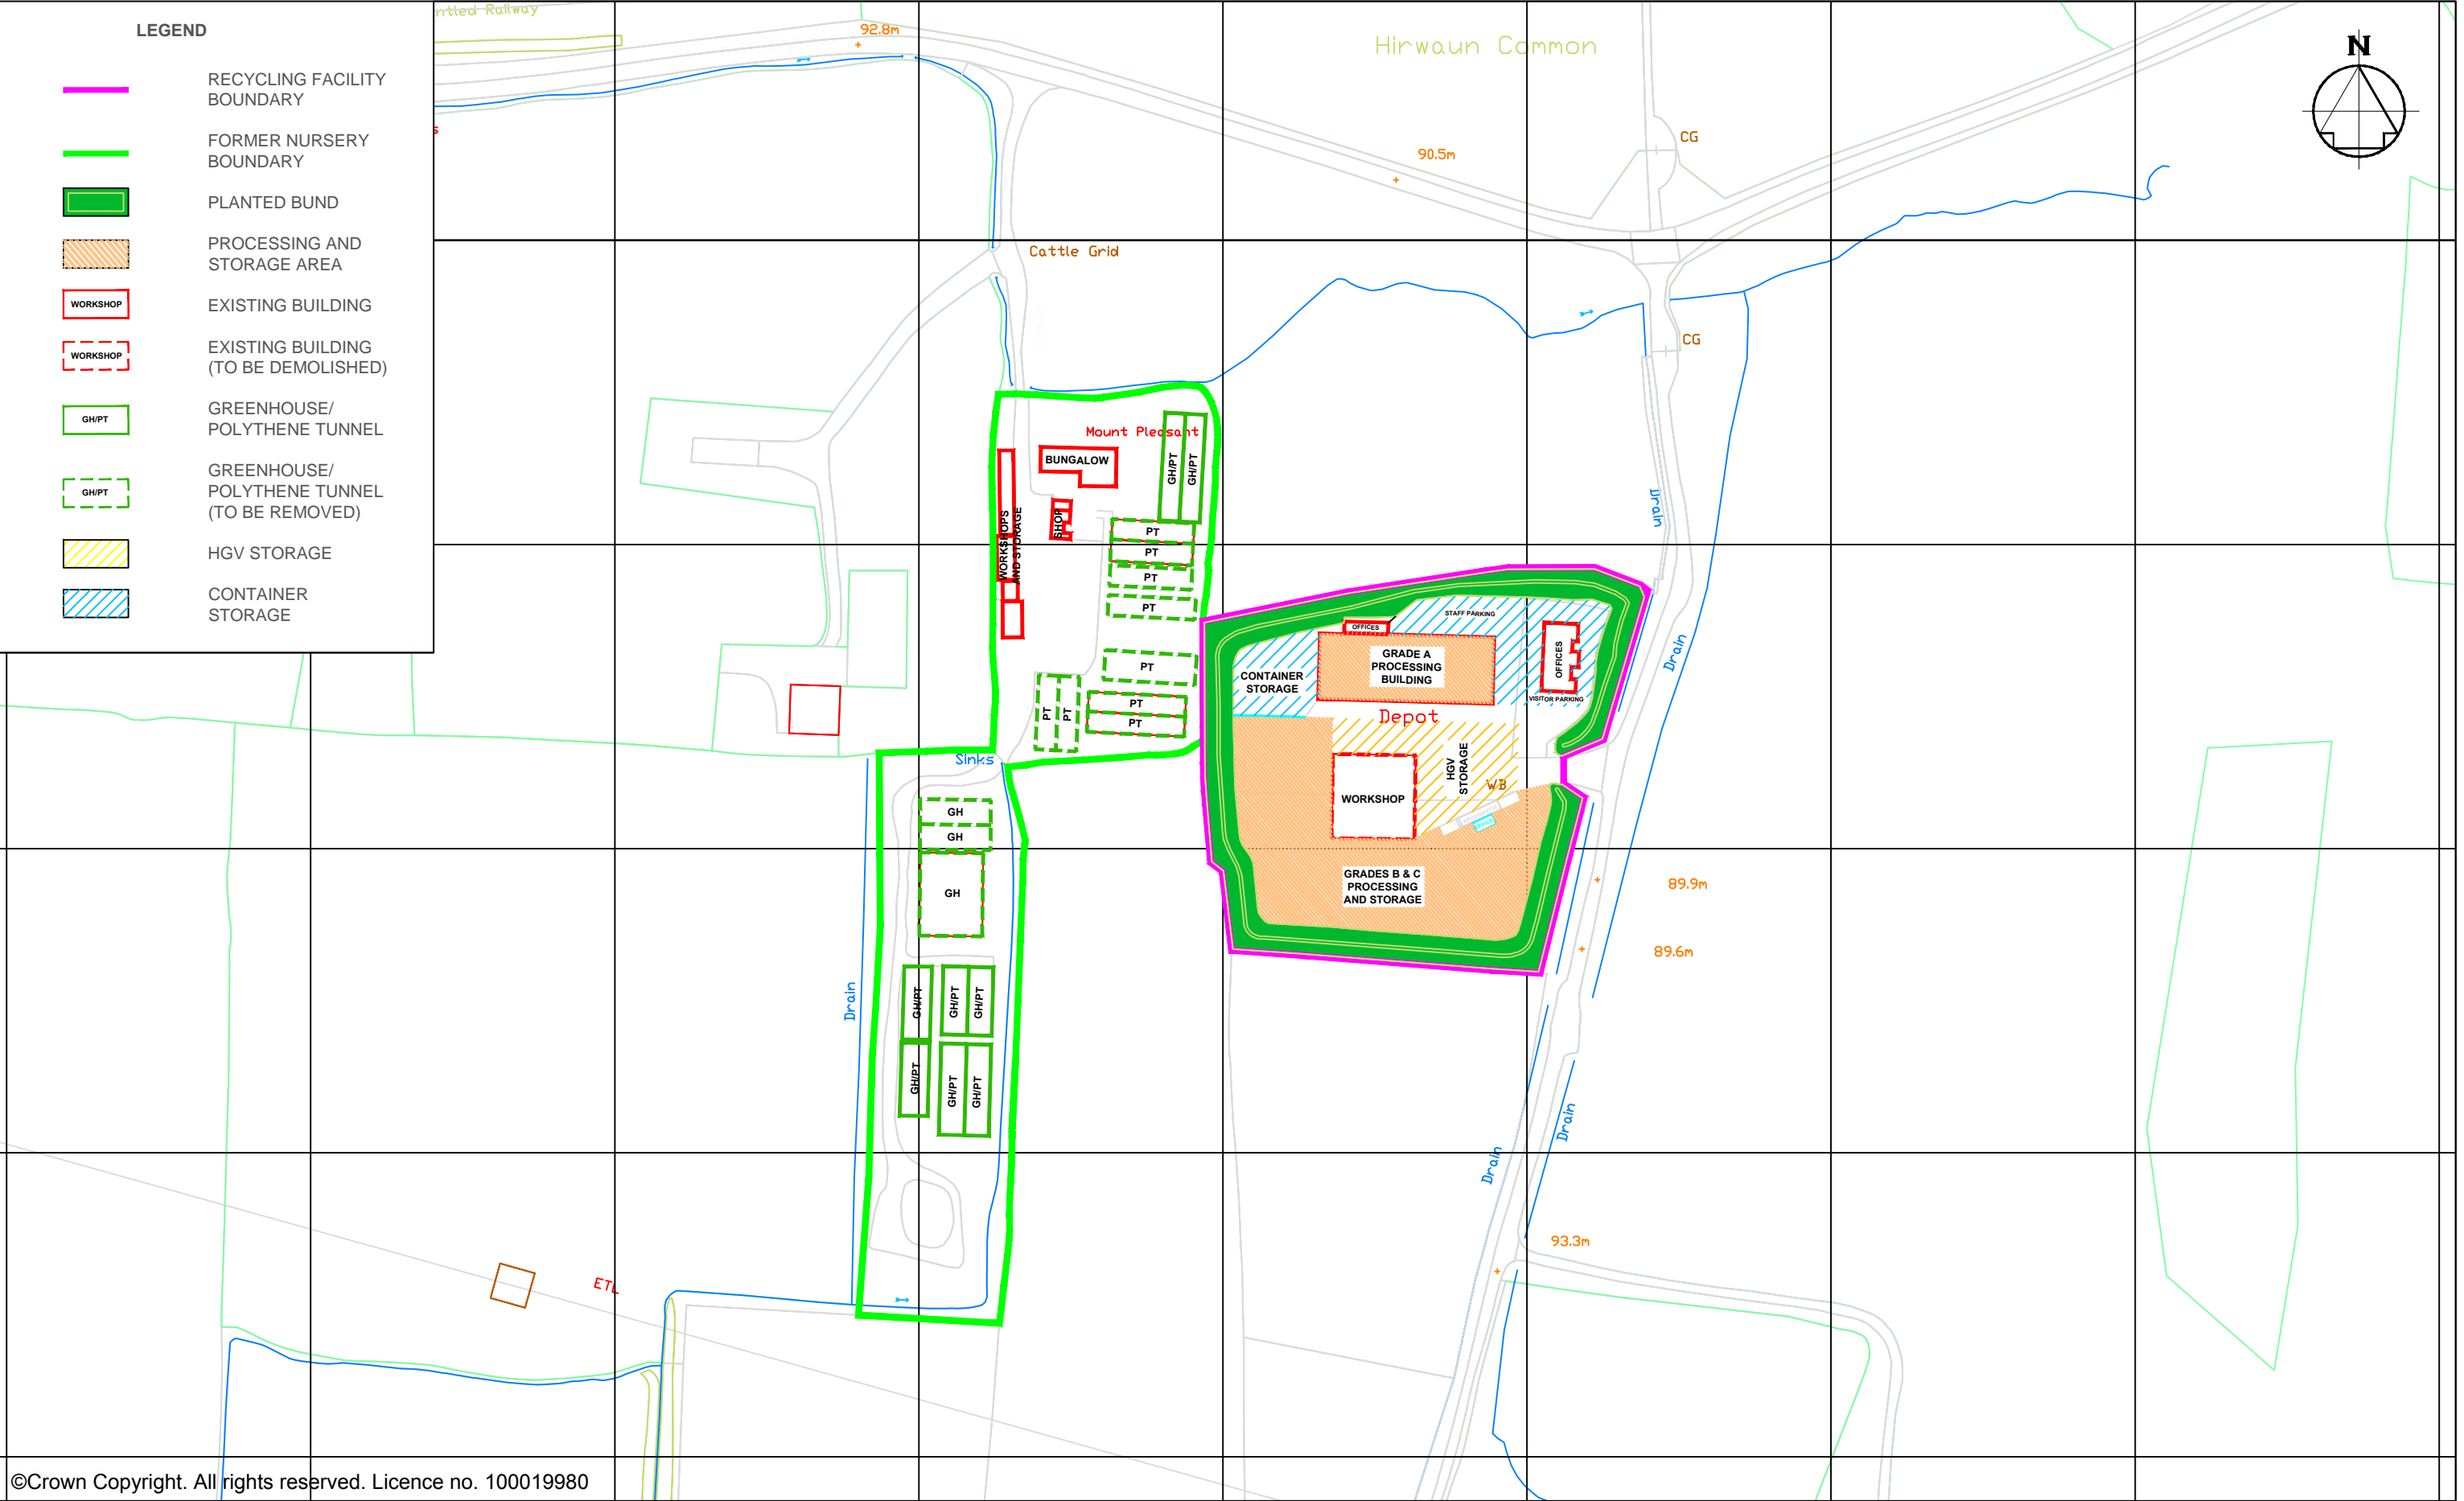 LEGEND
RECYCLING FACILITY
BOUNDARY
FORMER NURSERY
BOUNDARY
PLANTED BUND
PROCESSING AND
STORAGE AREA
WORKSHOP
EXISTING BUILDING
WORKSHOP
EXISTING BUILDING
(TO BE DEMOLISHED)
GH/PT
GREENHOUSE/
POLYTHENE TUNNEL
GH/PT
GREENHOUSE/
POLYTHENE TUNNEL
(TO BE REMOVED)
HGV STORAGE
CONTAINER
STORAGE
ntled Railway
92.8m
Hirwaun Common
N
CG
90.5m
Cattle Grid
CG
Mount Pleasant
BUNGALOW
GH/PT
GH/PT
SHOP
WORKSHOPS
AND STORAGE
PT
PT
PT
PT
PT
PT
PT
PT
PT
Drain
Drain
OFFICES
STAFF PARKING
GRADE A
PROCESSING
BUILDING
OFFICES
CONTAINER
STORAGE
VISITOR PARKING
Depot
HGV
STORAGE
WB
WORKSHOP
GRADES B & C
PROCESSING
AND STORAGE
Sinks
GH
GH
GH
89.9m
89.6m
Drain
GH/PT
GH/PT
GH/PT
GH/PT
GH/PT
GH/PT
Drain
Drain
93.3m
ETL
©Crown Copyright. All rights reserved. Licence no. 100019980